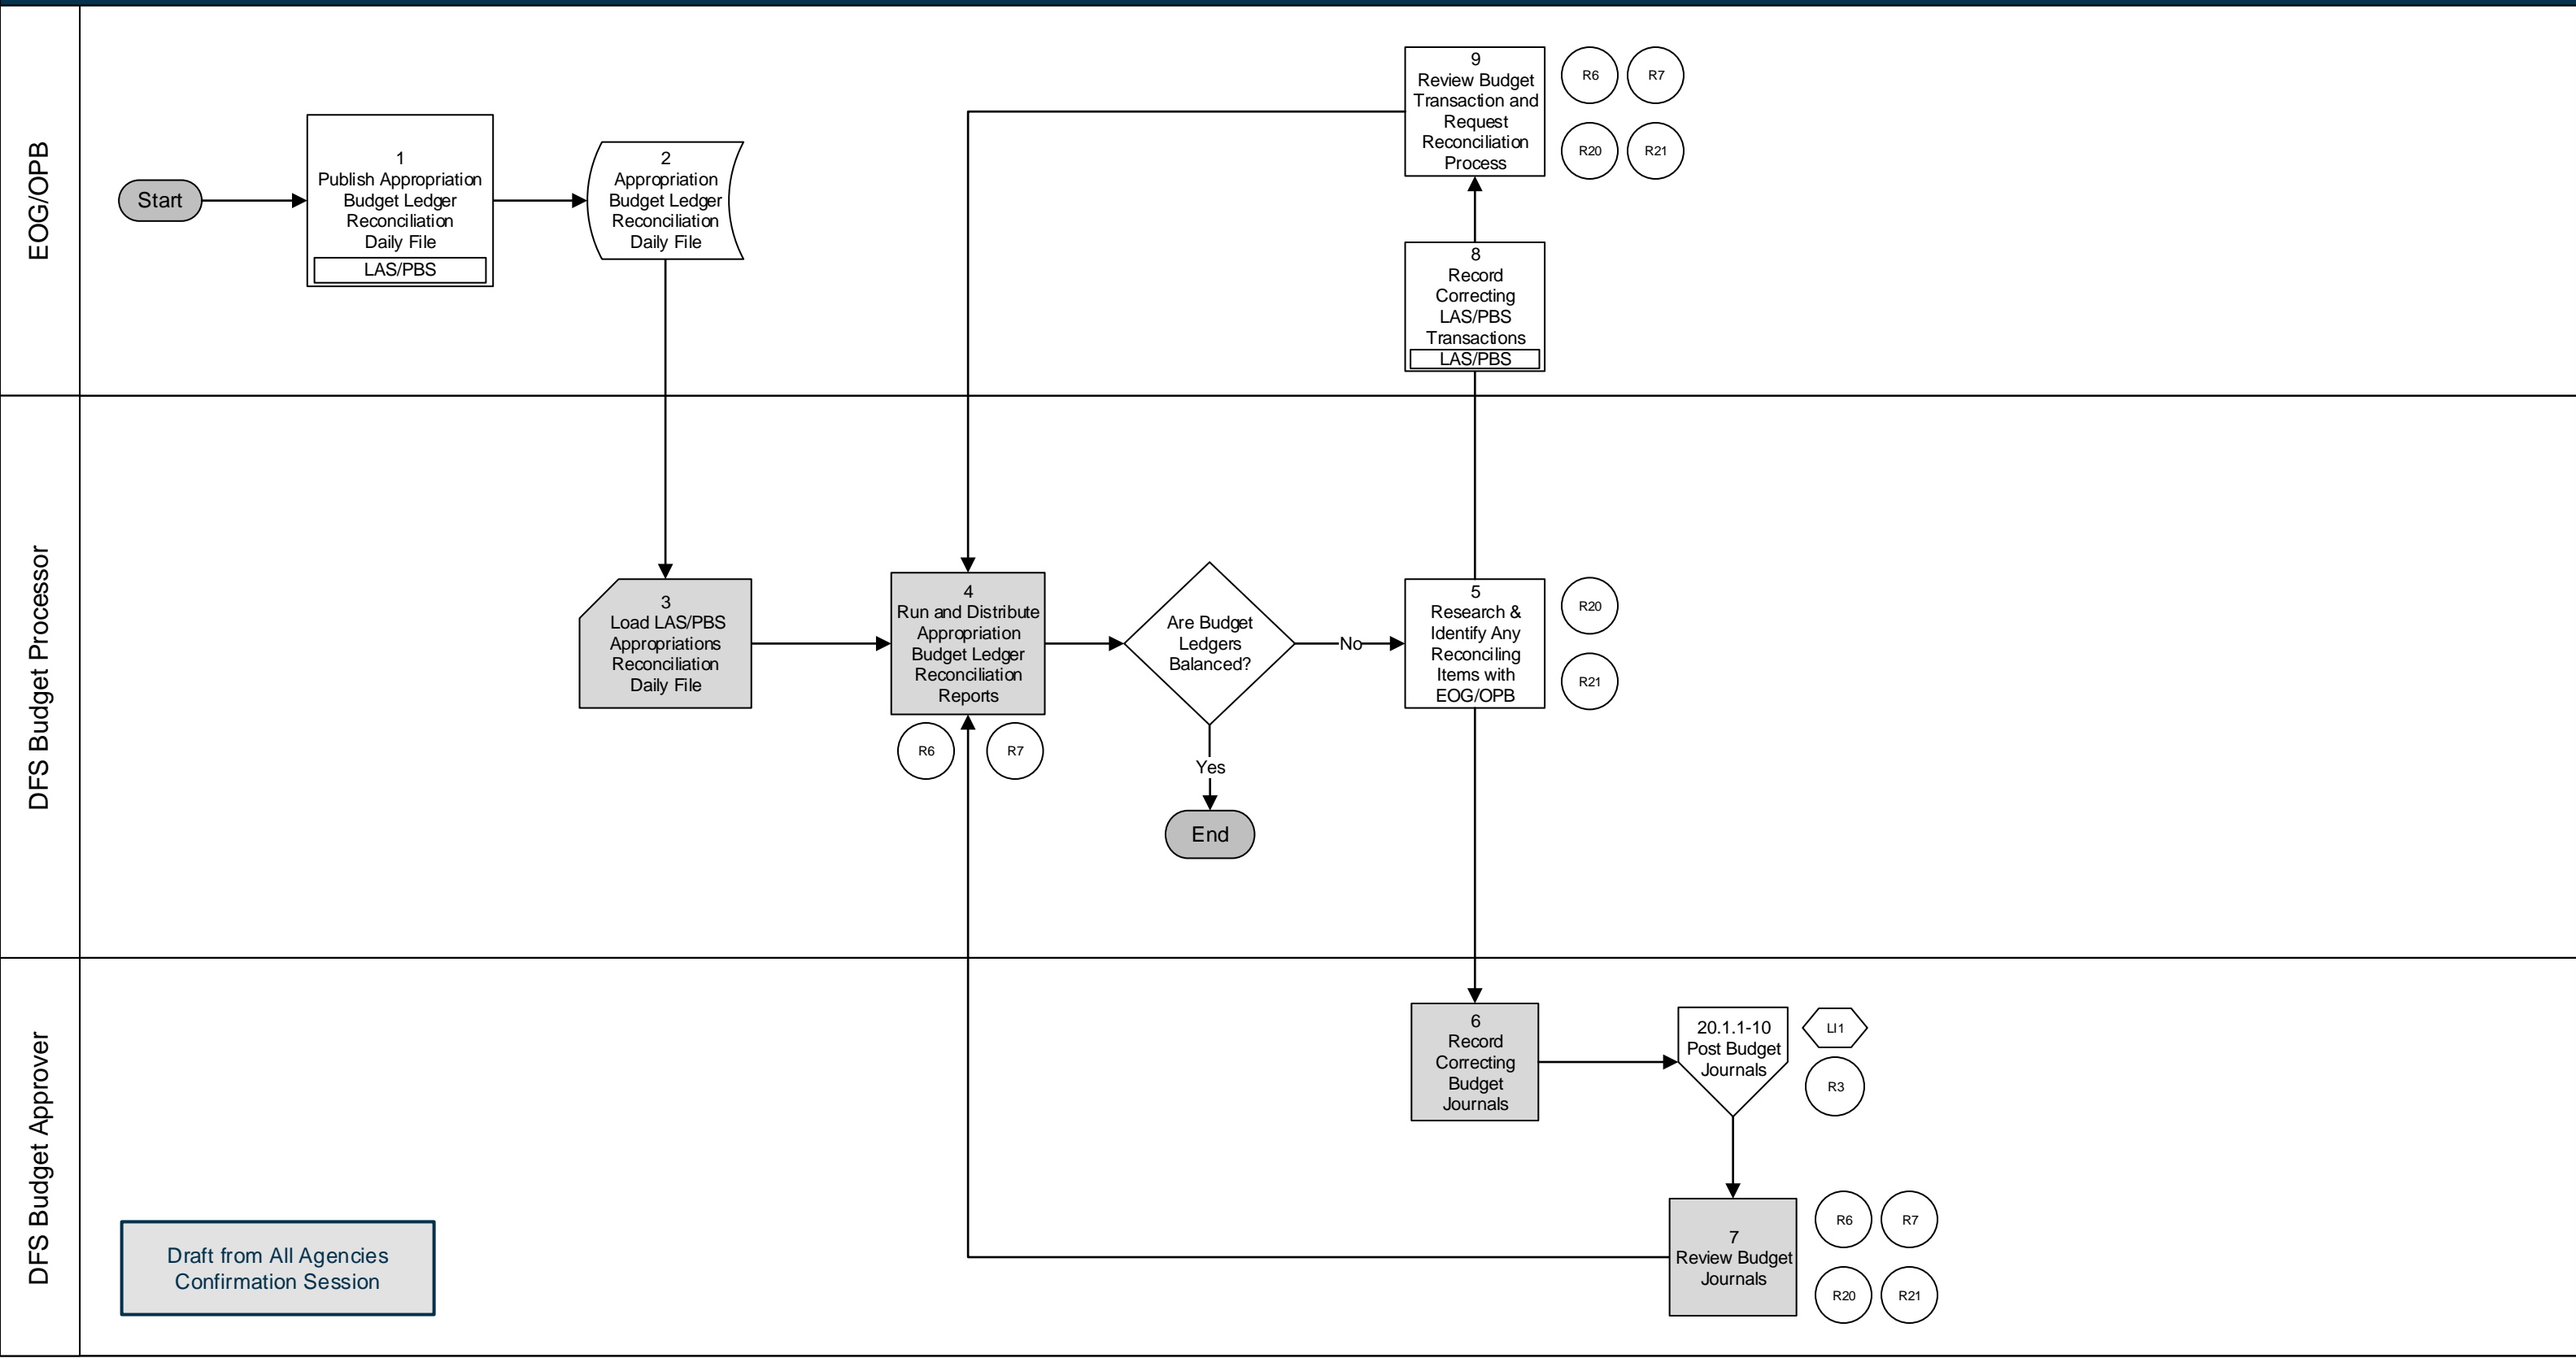 EOG/OPB
Start
1
Publish Appropriation
Budget Ledger
Reconciliation
Daily File
LAS/PBS
2
Appropriation
Budget Ledger
Reconciliation
Daily File
9
Review Budget
Transaction and
Request
Reconciliation
Process
R6
R7
R20
R21
8
Record
Correcting
LAS/PBS
Transactions
LAS/PBS
DFS Budget Processor
3
Load LAS/PBS
Appropriations
Reconciliation
Daily File
4
Run and Distribute
Appropriation
Budget Ledger
Reconciliation
Reports
R6
R7
Are Budget
Ledgers
Balanced?
No
Yes
End
5
Research &
Identify Any
Reconciling
Items with
EOG/OPB
R20
R21
DFS Budget Approver
6
Record
Correcting
Budget
Journals
20.1.1-10
Post Budget
Journals
LI1
R3
7
Review Budget
Journals
R6
R7
R20
R21
Draft from All Agencies
Confirmation Session